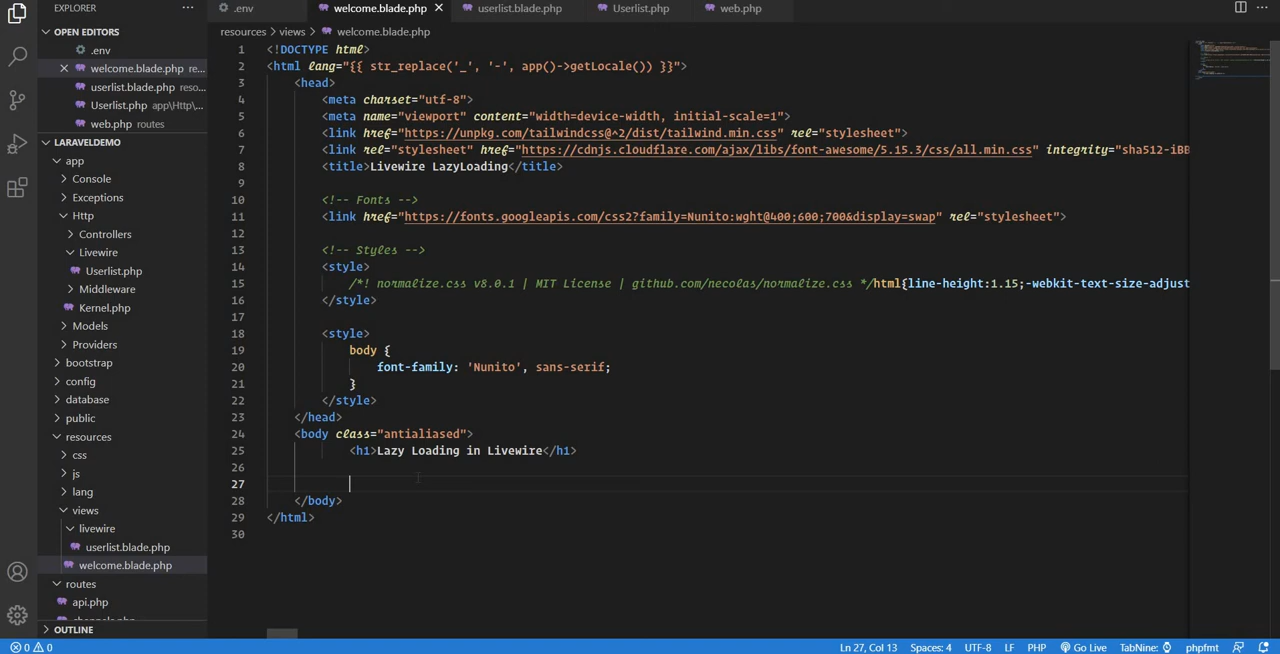 EXPLORER
OPEN EDITORS
.env
welcome.blade.php re...
userlist.blade.php reso...
Userlist.php app\Http\...
web.php routes
LARAVELDEMO
app
Console
Exceptions
Http
Controllers
Livewire
Userlist.php
Middleware
Kernel.php
Models
Providers
bootstrap
config
database
public
resources
css
js
lang
views
livewire
userlist.blade.php
welcome.blade.php
routes
api.php
channels.php
OUTLINE
.env
welcome.blade.php
userlist.blade.php
Userlist.php
web.php
resources > views > welcome.blade.php
1 <!DOCTYPE html>
2 <html lang="{{ str_replace('_', '-', app()->getLocale()) }}">
3 <head>
4 <meta charset="utf-8">
5 <meta name="viewport" content="width=device-width, initial-scale=1">
6 <link href="https://unpkg.com/tailwindcss@^2/dist/tailwind.min.css" rel="stylesheet">
7 <link rel="stylesheet" href="https://cdnjs.cloudflare.com/ajax/libs/font-awesome/5.15.3/css/all.min.css" integrity="sha512-iBB
8 <title>Livewire LazyLoading</title>
9
10 <!-- Fonts -->
11 <link href="https://fonts.googleapis.com/css2?family=Nunito:wght@400;600;700&display=swap" rel="stylesheet">
12
13 <!-- Styles -->
14 <style>
15 /*! normalize.css v8.0.1 | MIT License | github.com/necolas/normalize.css */html{line-height:1.15;-webkit-text-size-adjust
16 </style>
17
18 <style>
19 body {
20 font-family: 'Nunito', sans-serif;
21 }
22 </style>
23 </head>
24 <body class="antialiased">
25 <h1>Lazy Loading in Livewire</h1>
26
27
28 </body>
29 </html>
30
0 0
Ln 27, Col 13 Spaces: 4 UTF-8 LF PHP Go Live TabNine: phpfmt